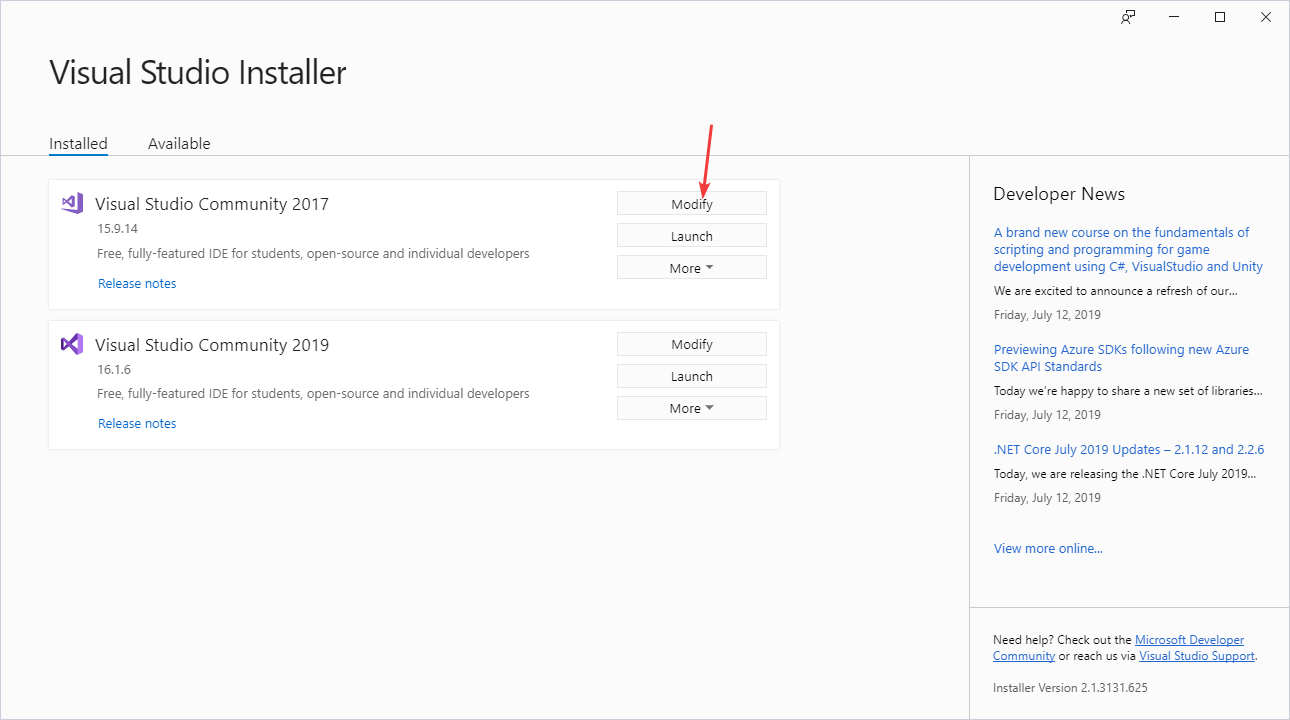 Visual Studio Installer
Installed
Available
Visual Studio Community 2017
15.9.14
Free, fully-featured IDE for students, open-source and individual developers
Release notes
Modify
Launch
More
Visual Studio Community 2019
16.1.6
Free, fully-featured IDE for students, open-source and individual developers
Release notes
Modify
Launch
More
Developer News
A brand new course on the fundamentals of
scripting and programming for game
development using C#, VisualStudio and Unity
We are excited to announce a refresh of our...
Friday, July 12, 2019
Previewing Azure SDKs following new Azure
SDK API Standards
Today we're happy to share a new set of libraries...
Friday, July 12, 2019
.NET Core July 2019 Updates – 2.1.12 and 2.2.6
Today, we are releasing the .NET Core July 2019...
Friday, July 12, 2019
View more online...
Need help? Check out the Microsoft Developer
Community or reach us via Visual Studio Support.
Installer Version 2.1.3131.625